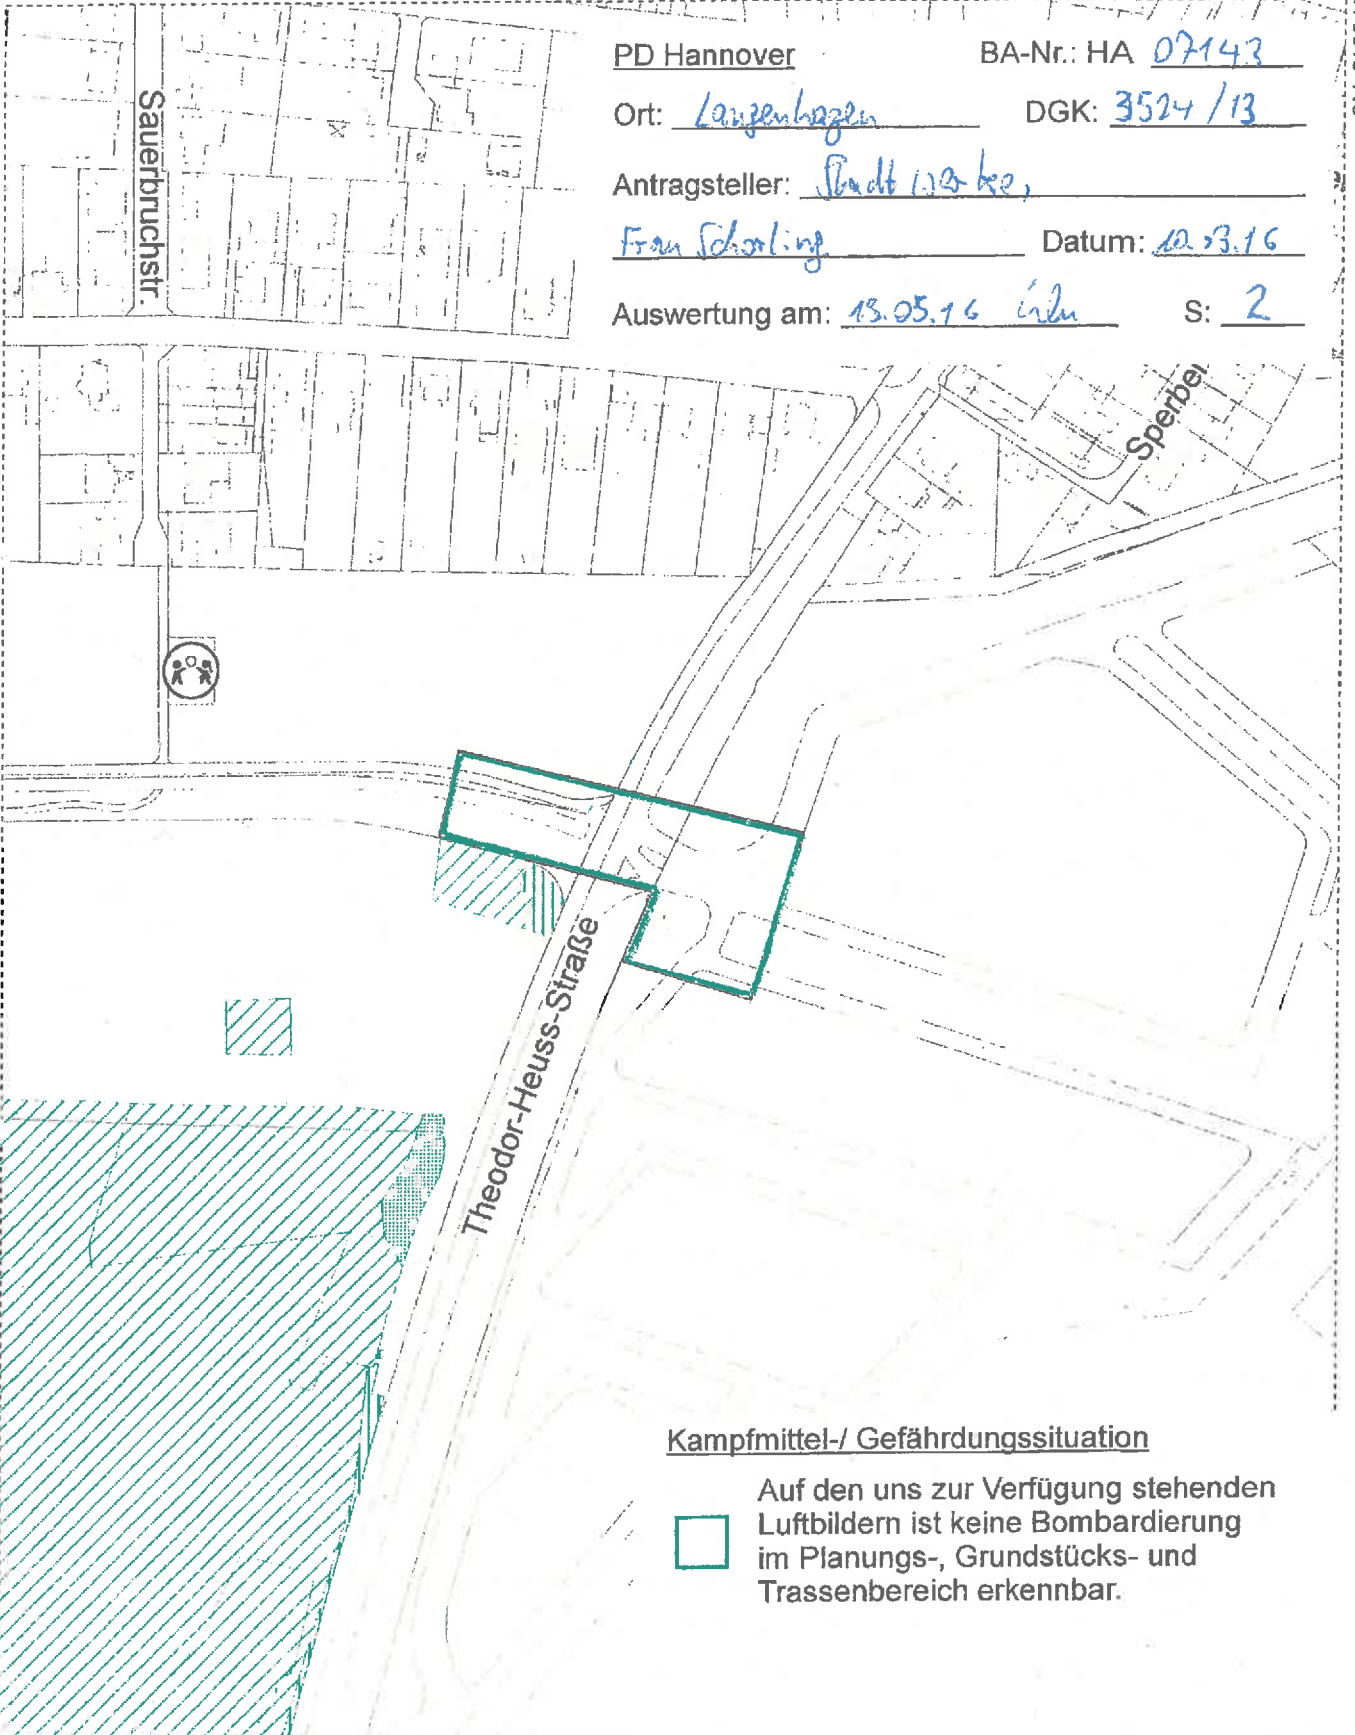 PD Hannover BA-Nr.: HA 07143
Ort: Langenhagen DGK: 3524/13
Antragsteller: Stadtwerke,
Frau Schorling Datum: 10.03.16
Auswertung am: 13.05.16 S: 2
Sauerbruchstr.
Sperber
Theodor-Heuss-Straße
Kampfmittel-/ Gefährdungssituation
Auf den uns zur Verfügung stehenden
Luftbildern ist keine Bombardierung
im Planungs-, Grundstücks- und
Trassenbereich erkennbar.